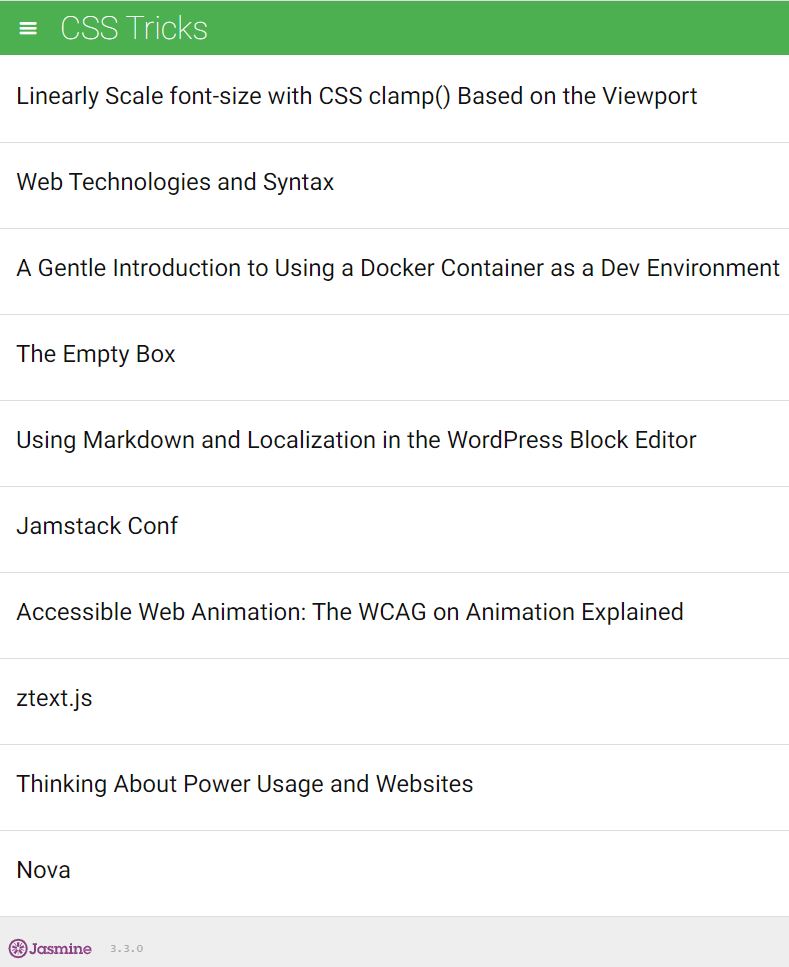 CSS Tricks
Linearly Scale font-size with CSS clamp() Based on the Viewport
Web Technologies and Syntax
A Gentle Introduction to Using a Docker Container as a Dev Environment
The Empty Box
Using Markdown and Localization in the WordPress Block Editor
Jamstack Conf
Accessible Web Animation: The WCAG on Animation Explained
ztext.js
Thinking About Power Usage and Websites
Nova
Jasmine 3.3.0